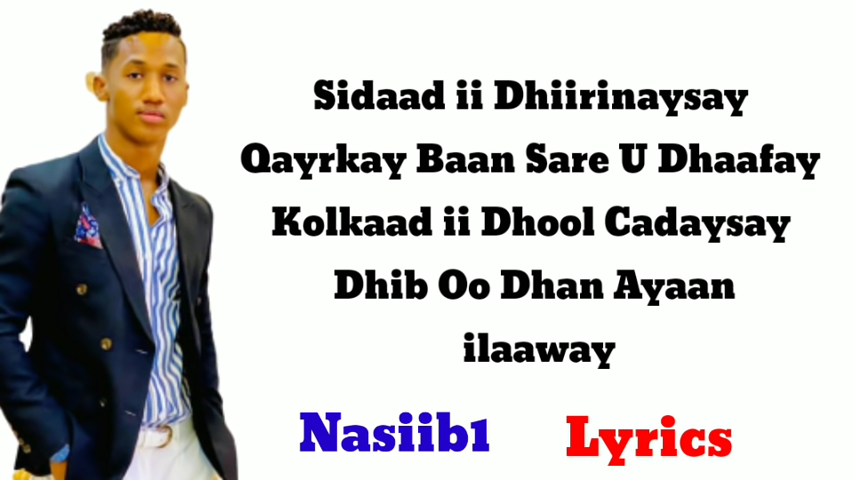 Sidaad ii Dhiirinaysay
Qayrkay Baan Sare U Dhaafay
Kolkaad ii Dhool Cadaysay
Dhib Oo Dhan Ayaan
ilaaway
Nasiib1 Lyrics